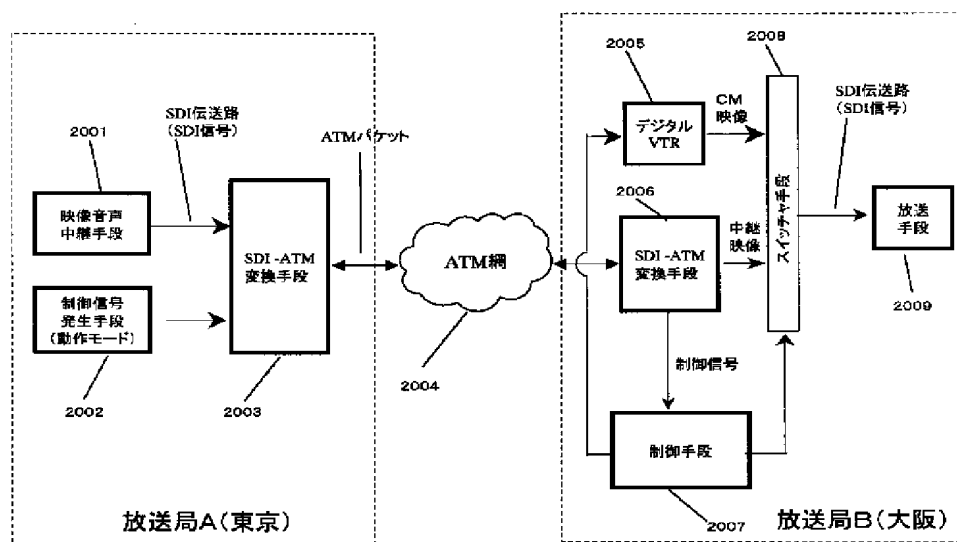 2001
映像音声
中継手段
SDI伝送路
(SDI信号)
ATMパケット
制御信号
発生手段
(動作モード)
2002
SDI-ATM
変換手段
2003
ATM網
2004
放送局A(東京)
2005
デジタル
VTR
CM
映像
2006
SDI-ATM
変換手段
中継
映像
制御信号
制御手段
2007
2008
スイッチャ手段
SDI伝送路
(SDI信号)
放送
手段
2009
放送局B(大阪)